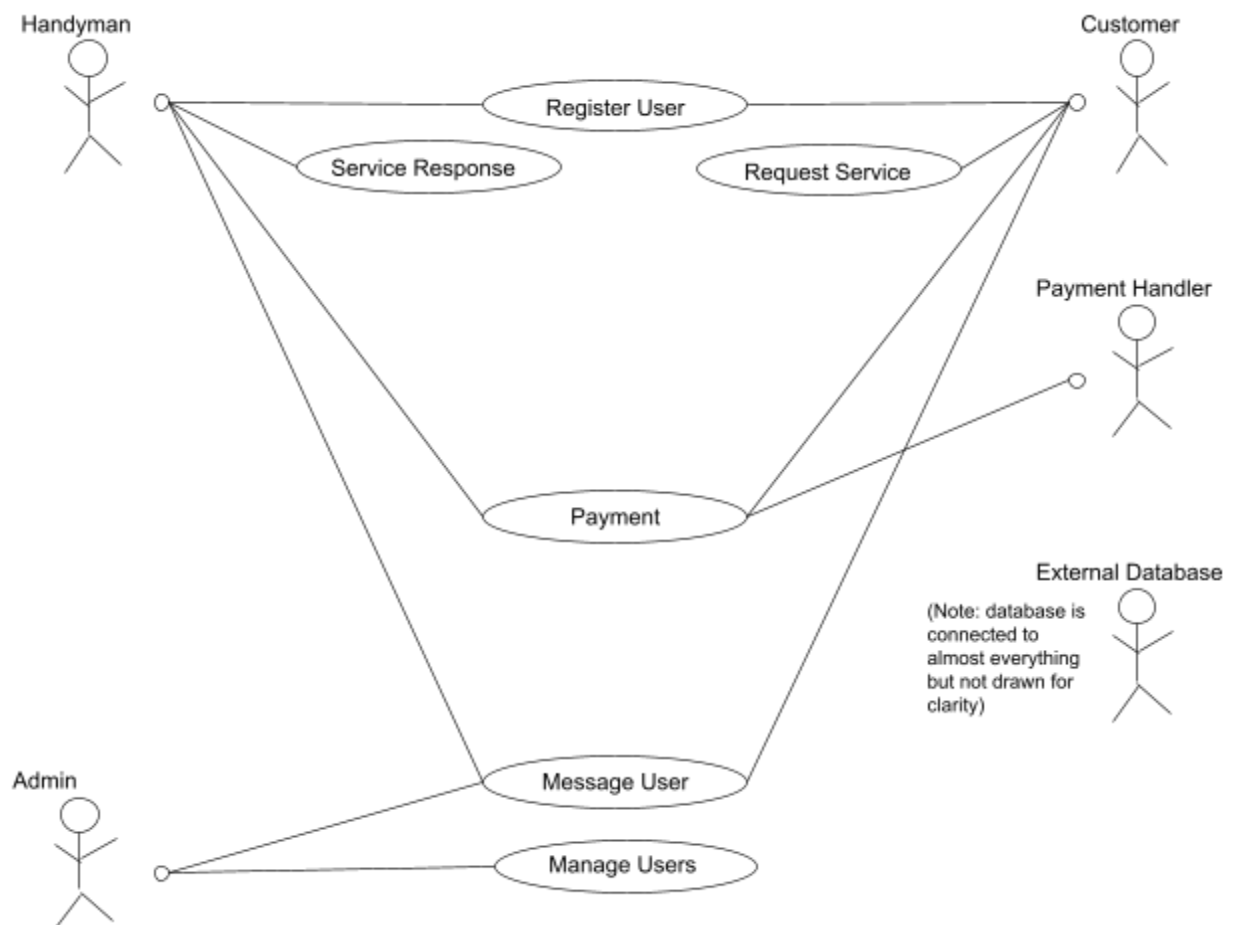 Handyman
Customer
Register User
Service Response
Request Service
Payment Handler
Payment
External Database
(Note: database is
connected to
almost everything
but not drawn for
clarity)
Message User
Admin
Manage Users